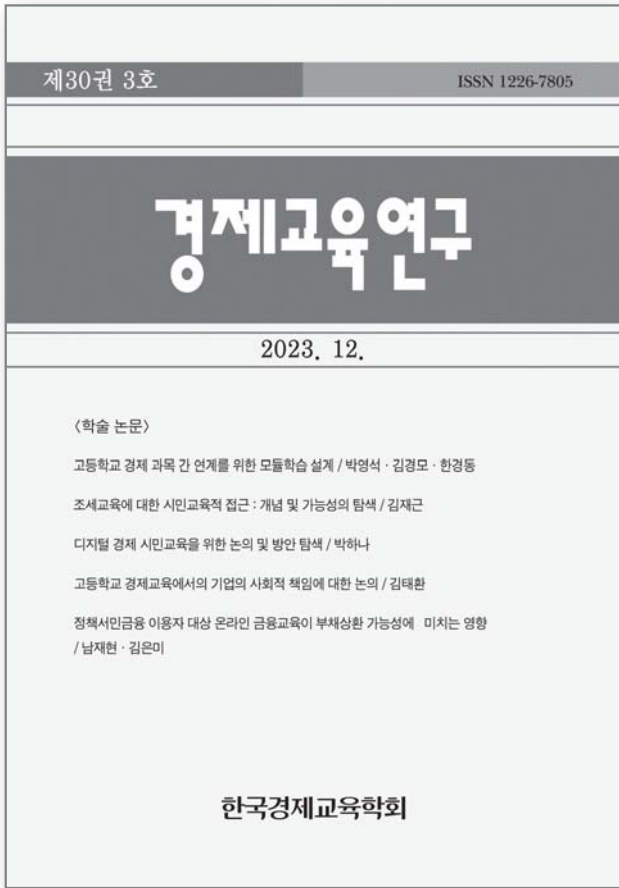 제30권 3호
ISSN 1226-7805
경제교육연구
2023. 12.
〈학술 논문〉
고등학교 경제 과목 간 연계를 위한 모듈학습 설계 / 박영석 · 김경모 · 한경동
조세교육에 대한 시민교육적 접근 : 개념 및 가능성의 탐색 / 김재근
디지털 경제 시민교육을 위한 논의 및 방안 탐색 / 박하나
고등학교 경제교육에서의 기업의 사회적 책임에 대한 논의 / 김태환
정책서민금융 이용자 대상 온라인 금융교육이 부채상환 가능성에 미치는 영향
/ 남재현 · 김은미
한국경제교육학회